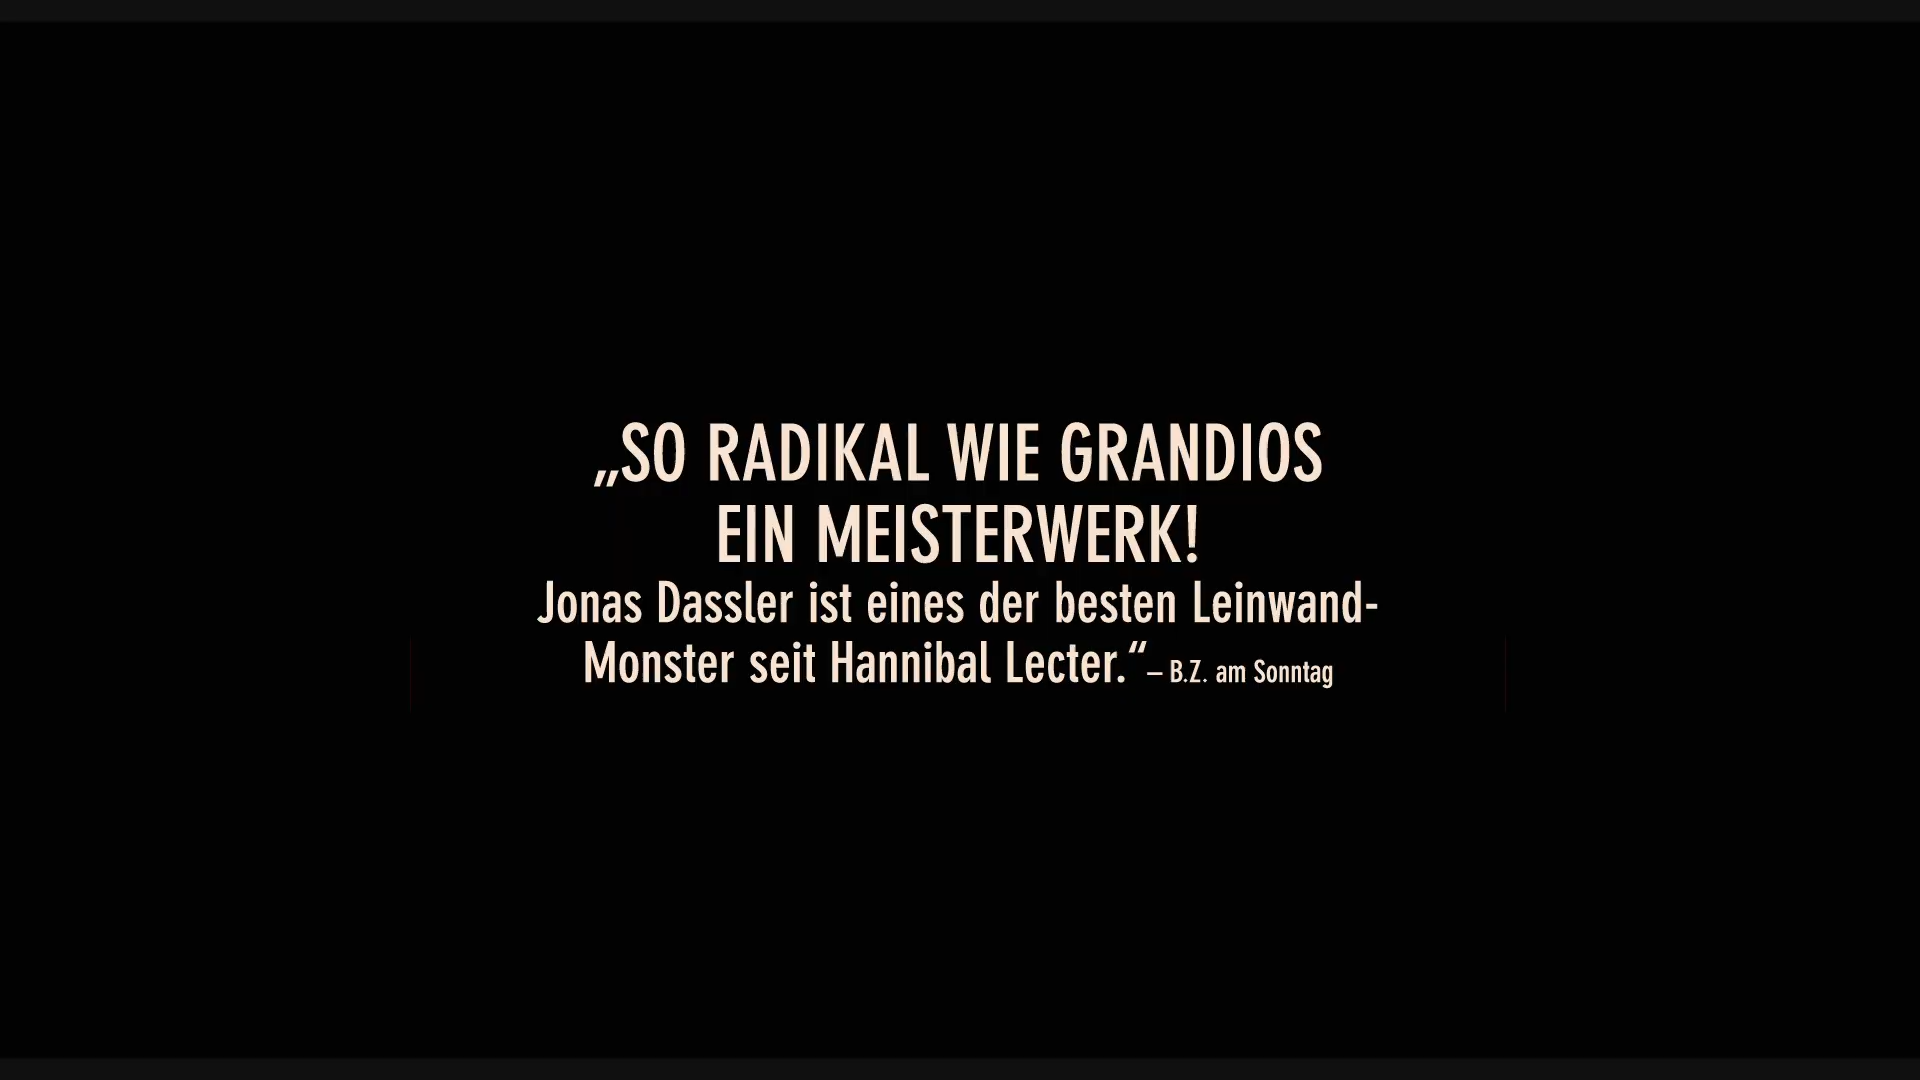 „SO RADIKAL WIE GRANDIOS
EIN MEISTERWERK!
Jonas Dassler ist eines der besten Leinwand-
Monster seit Hannibal Lecter.“– B.Z. am Sonntag